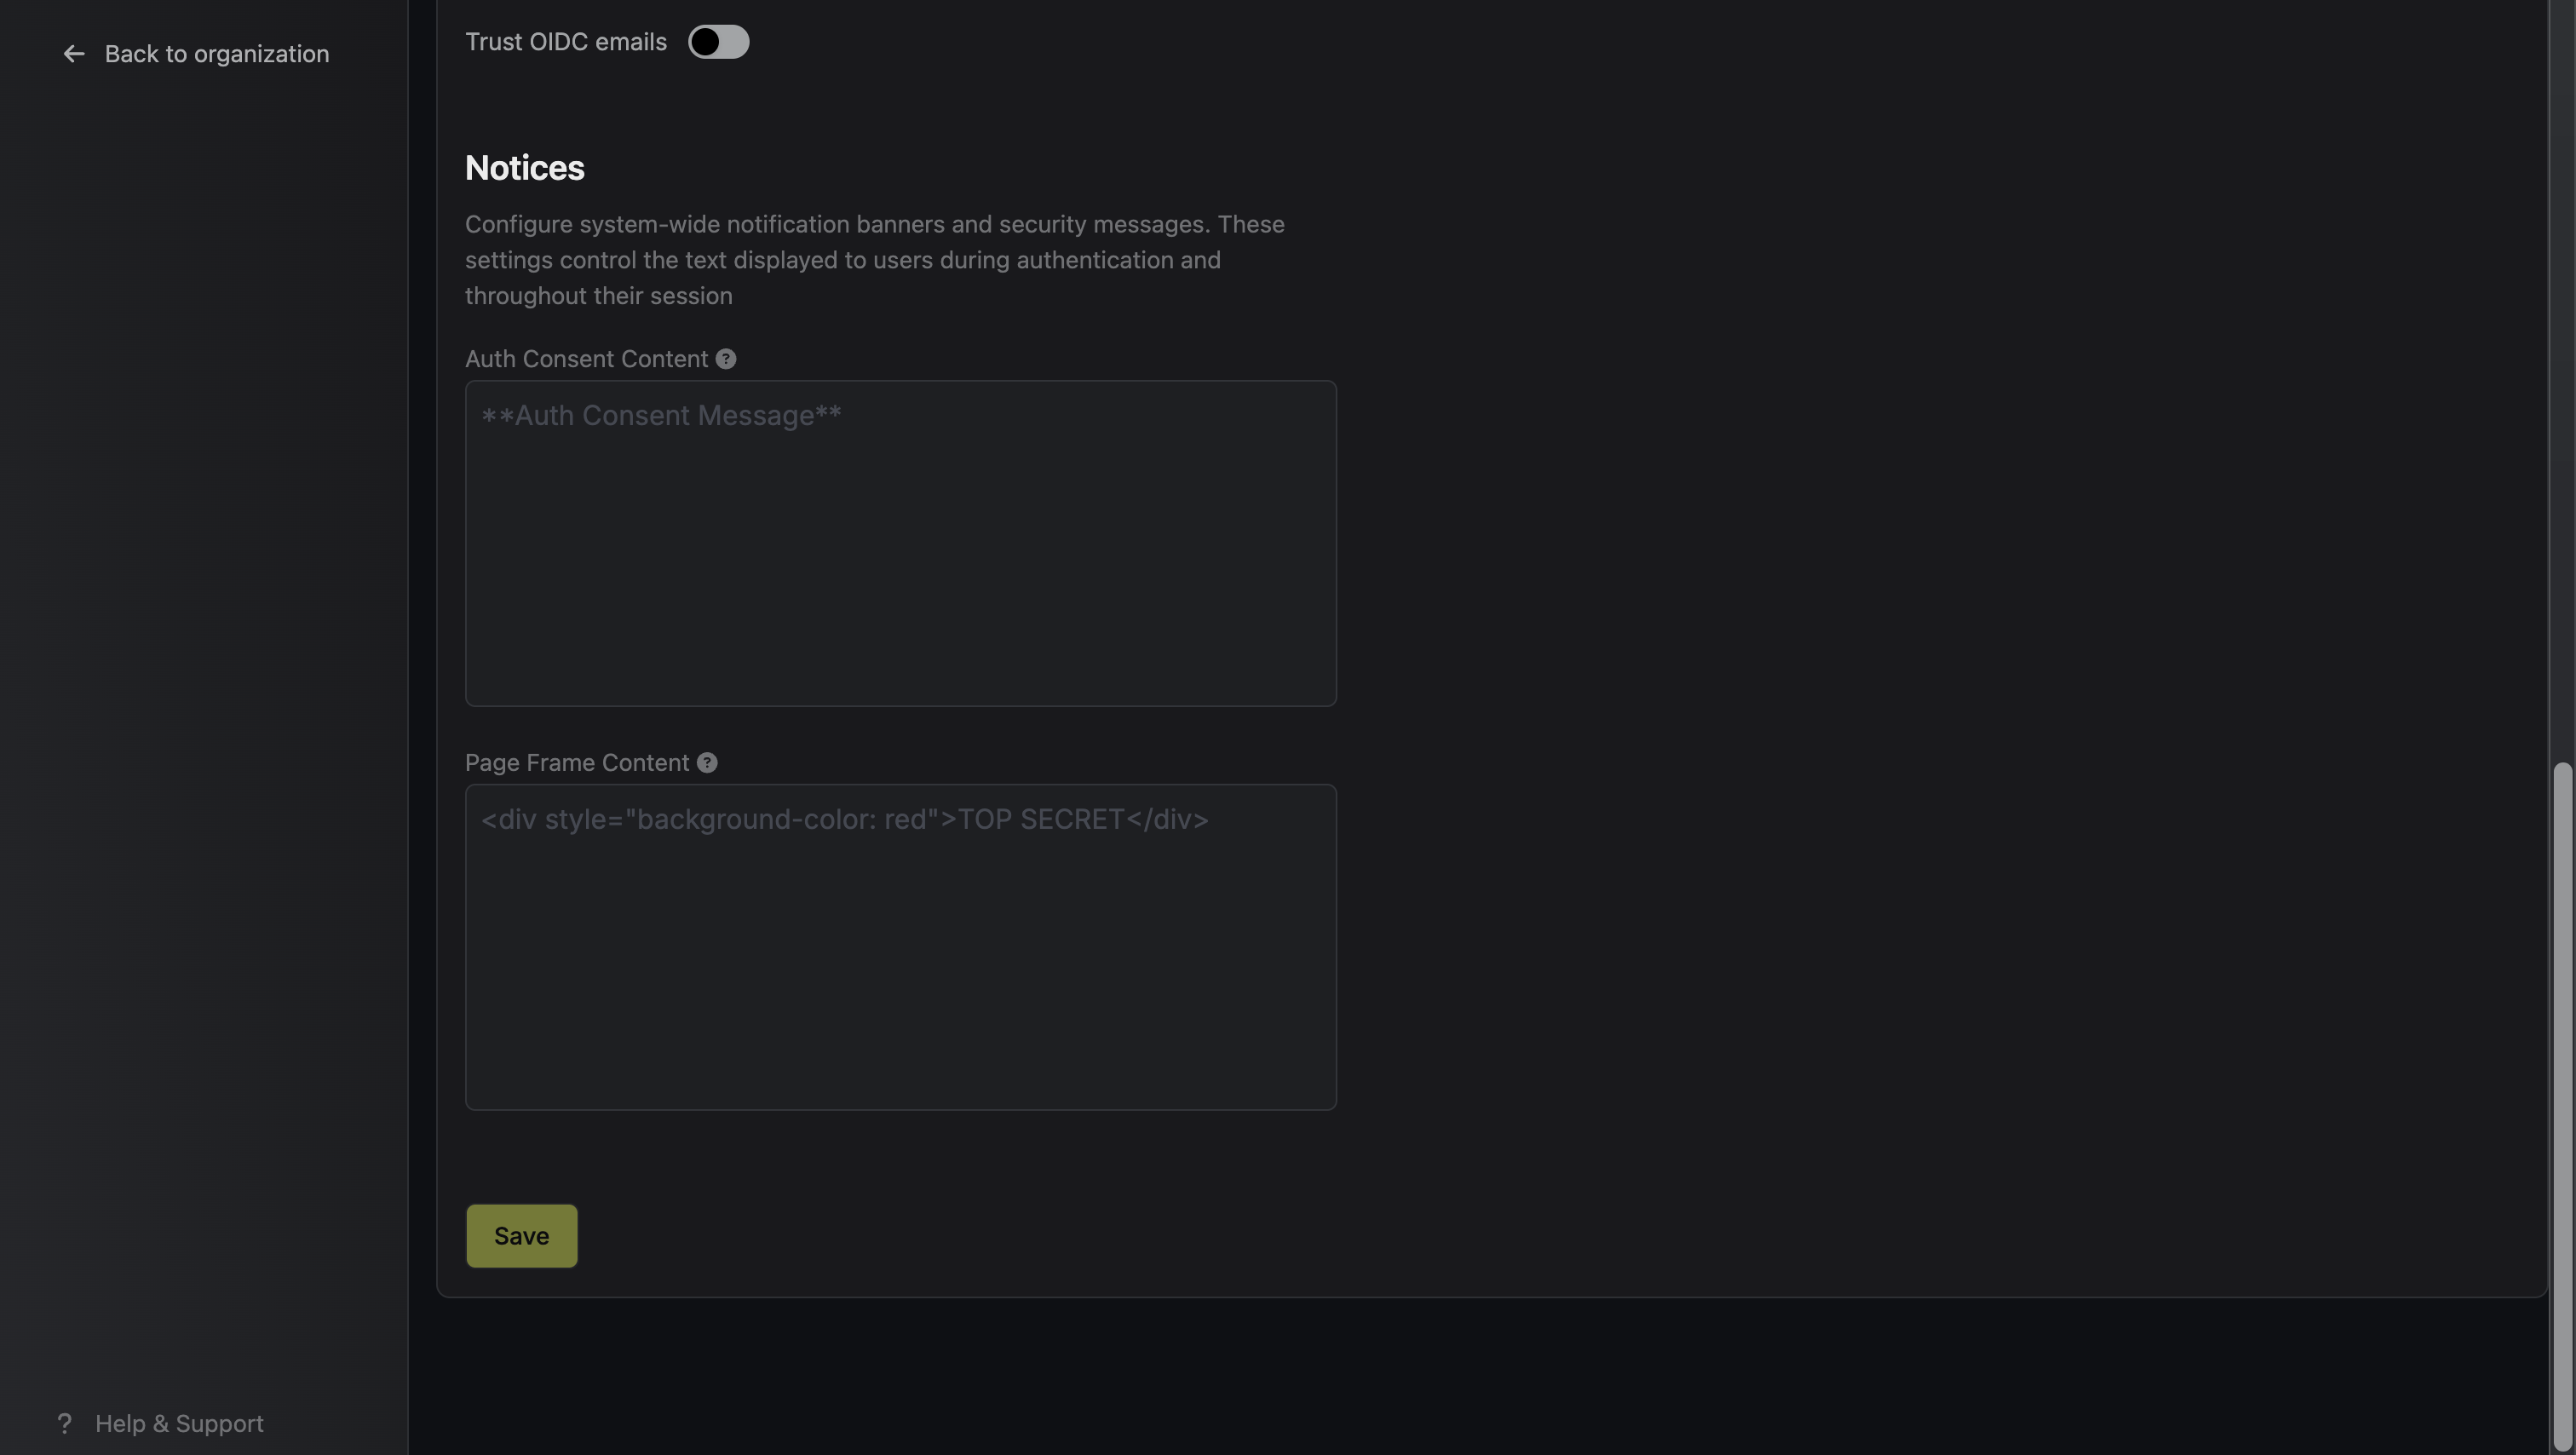 Back to organization
Trust OIDC emails
Notices
Configure system-wide notification banners and security messages. These
settings control the text displayed to users during authentication and
throughout their session
Auth Consent Content
**Auth Consent Message**
Page Frame Content
<div style="background-color: red">TOP SECRET</div>
Save
? Help & Support